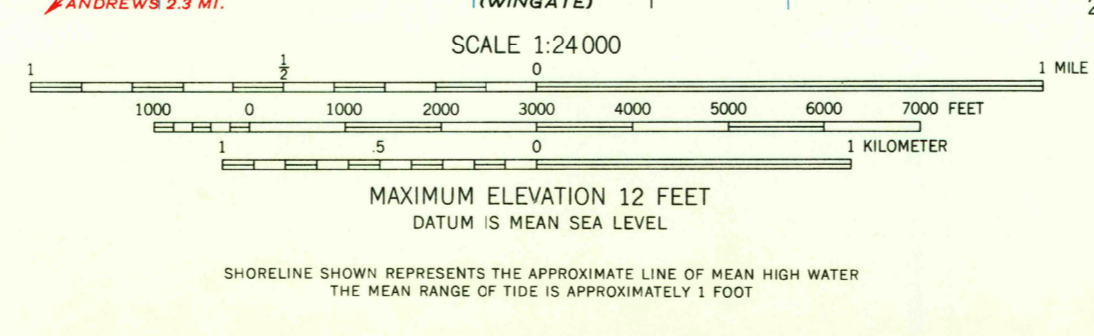 ANDREWS 2.3 MI.
(WINGATE)
SCALE 1:24 000
1 1/2 0 1 MILE
1000 0 1000 2000 3000 4000 5000 6000 7000 FEET
1 .5 0 1 KILOMETER
MAXIMUM ELEVATION 12 FEET
DATUM IS MEAN SEA LEVEL
SHORELINE SHOWN REPRESENTS THE APPROXIMATE LINE OF MEAN HIGH WATER
THE MEAN RANGE OF TIDE IS APPROXIMATELY 1 FOOT